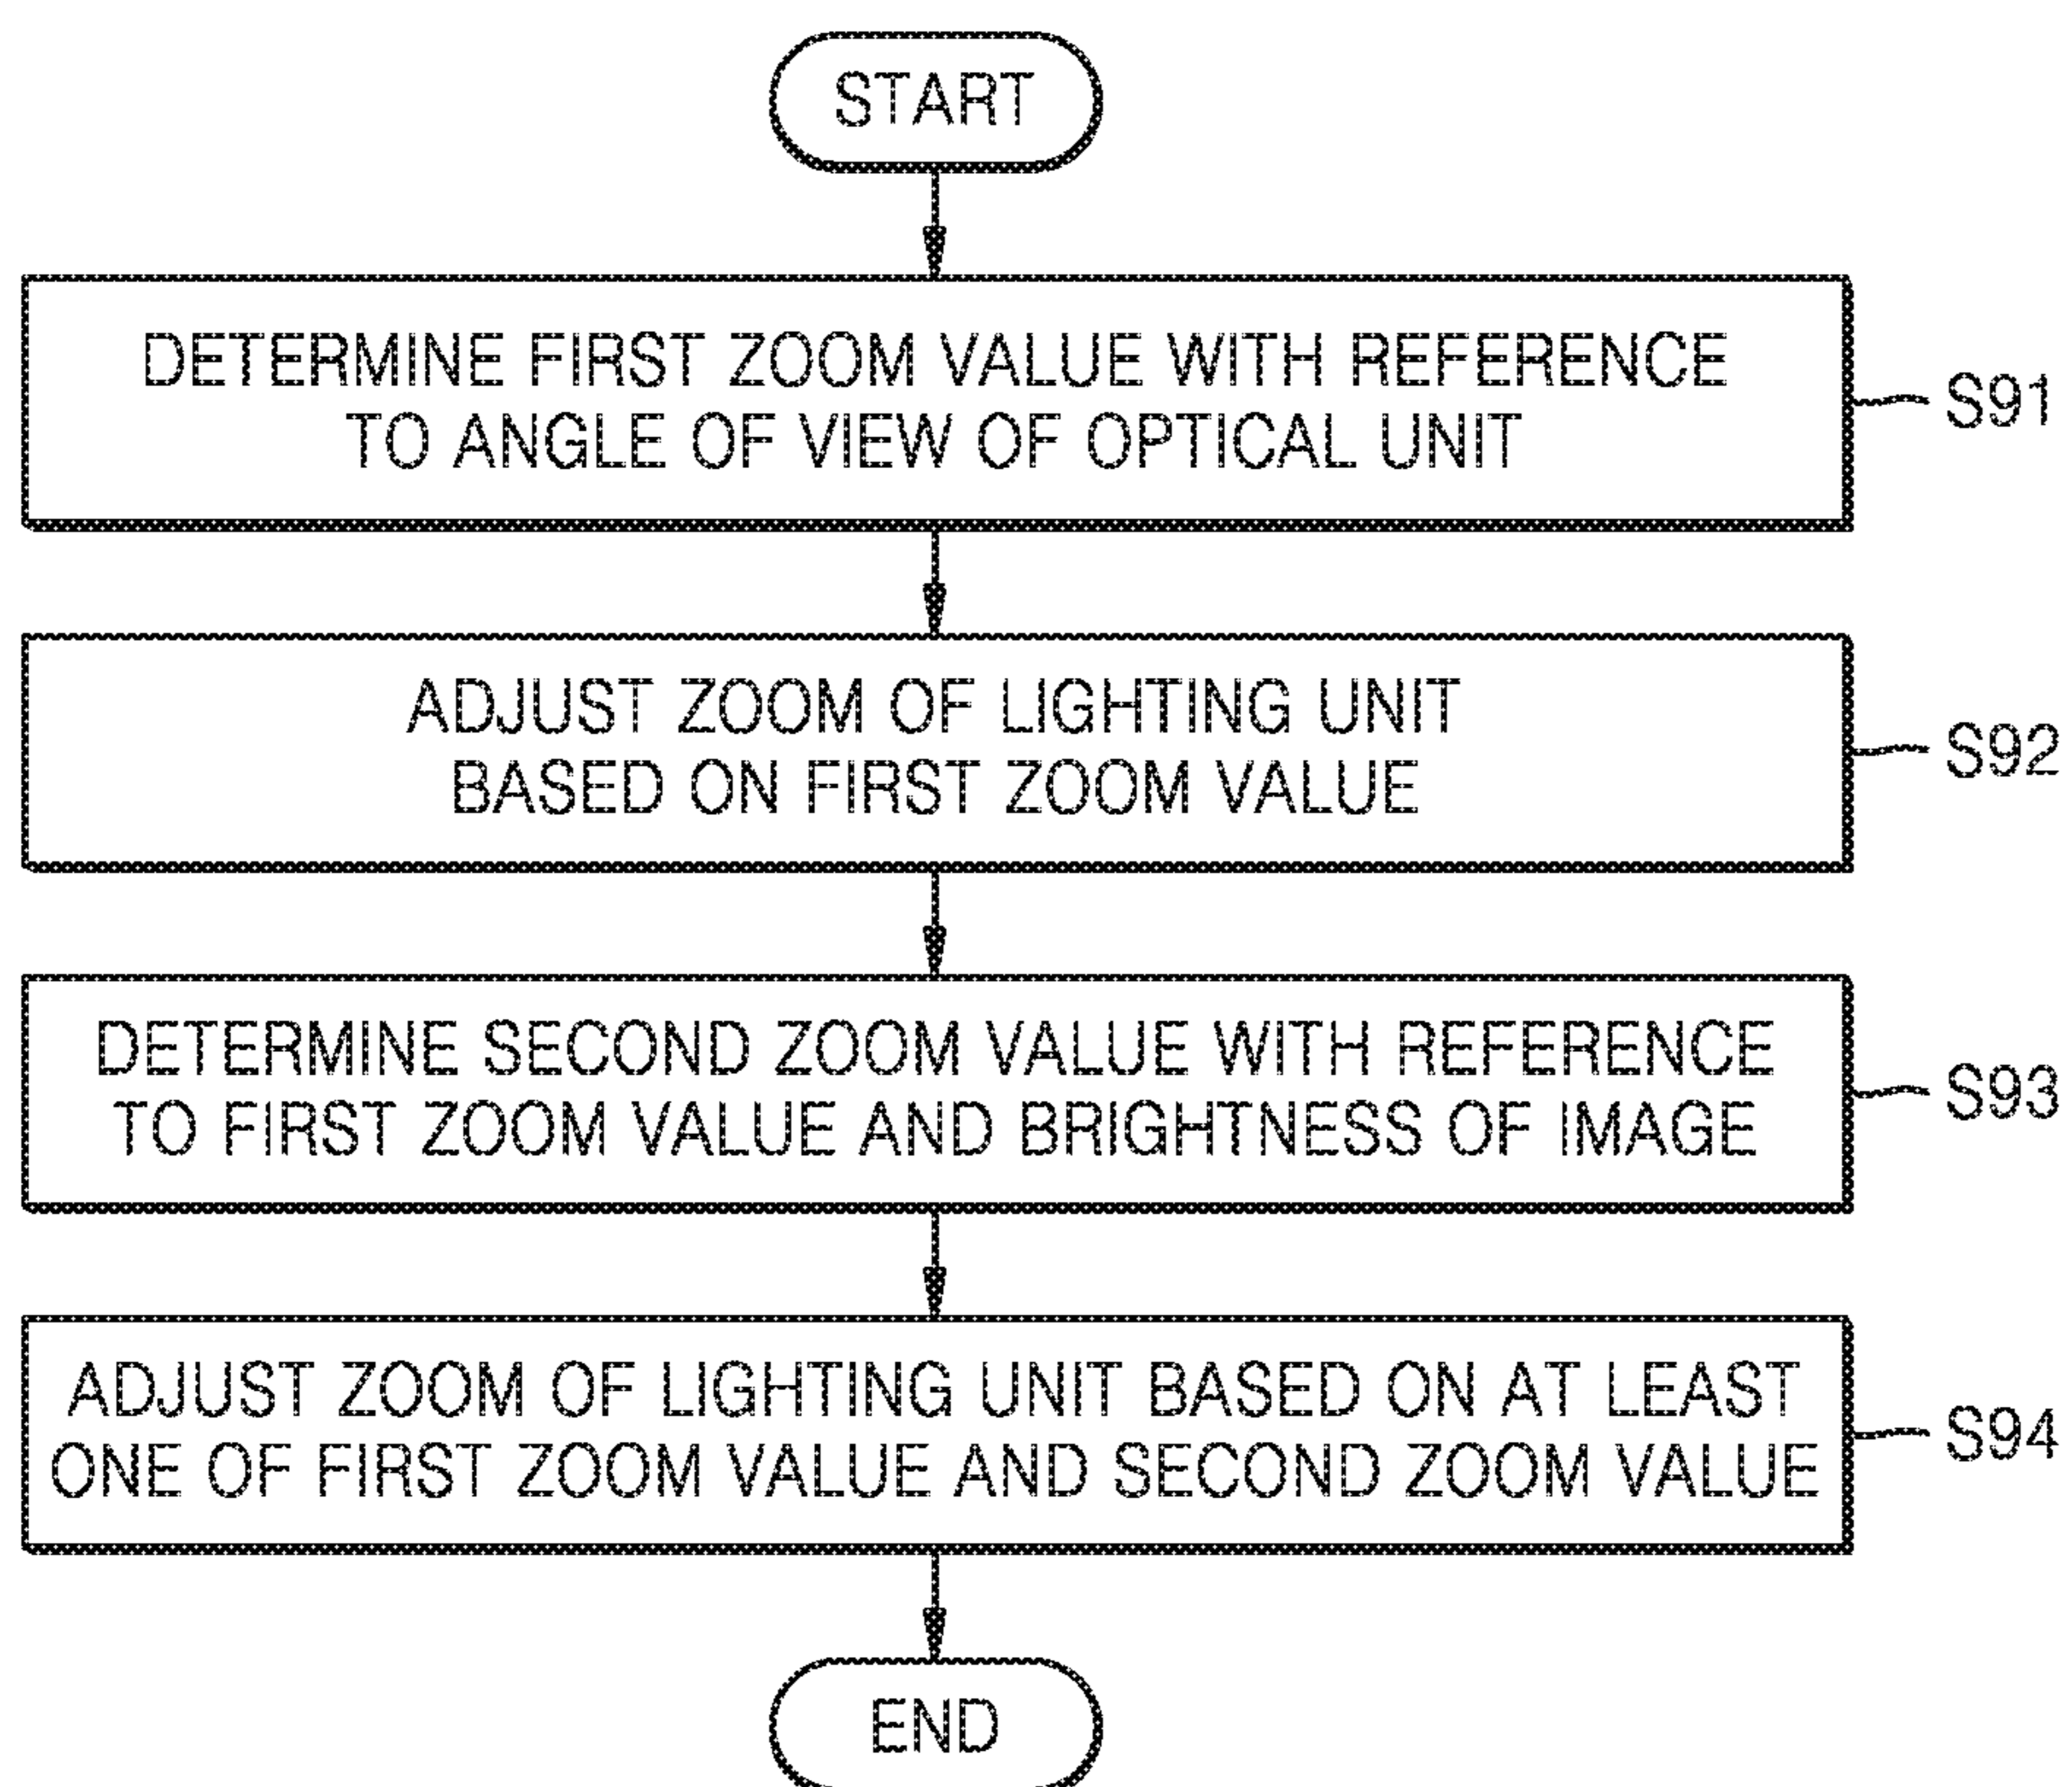 START
DETERMINE FIRST ZOOM VALUE WITH REFERENCE
TO ANGLE OF VIEW OF OPTICAL UNIT
S91
ADJUST ZOOM OF LIGHTING UNIT
BASED ON FIRST ZOOM VALUE
S92
DETERMINE SECOND ZOOM VALUE WITH REFERENCE
TO FIRST ZOOM VALUE AND BRIGHTNESS OF IMAGE
S93
ADJUST ZOOM OF LIGHTING UNIT BASED ON AT LEAST
ONE OF FIRST ZOOM VALUE AND SECOND ZOOM VALUE
S94
END